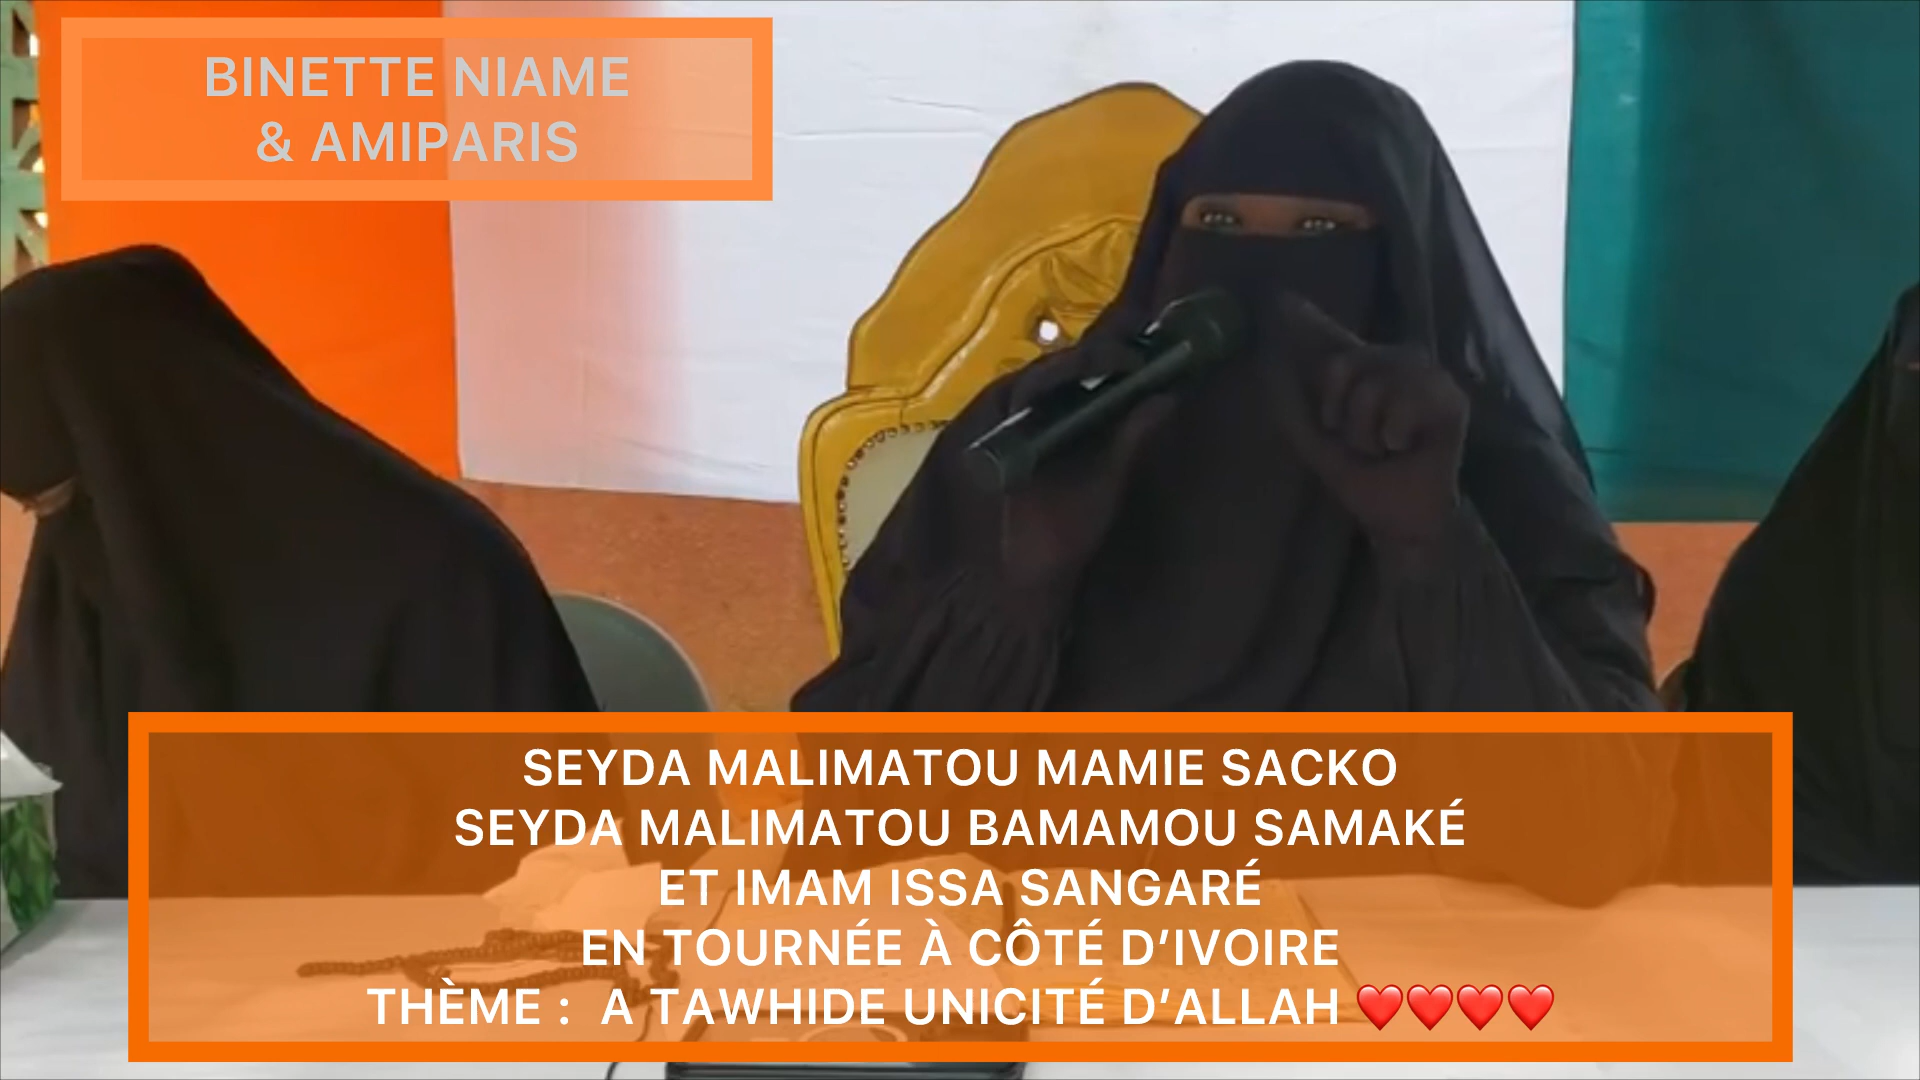 BINETTE NIAME
& AMIPARIS
SEYDA MALIMATOU MAMIE SACKO
SEYDA MALIMATOU BAMAMOU SAMAKÉ
ET IMAM ISSA SANGARÉ
EN TOURNÉE À CÔTÉ D’IVOIRE
THÈME :  A TAWHIDE UNICITÉ D’ALLAH ❤️❤️❤️❤️